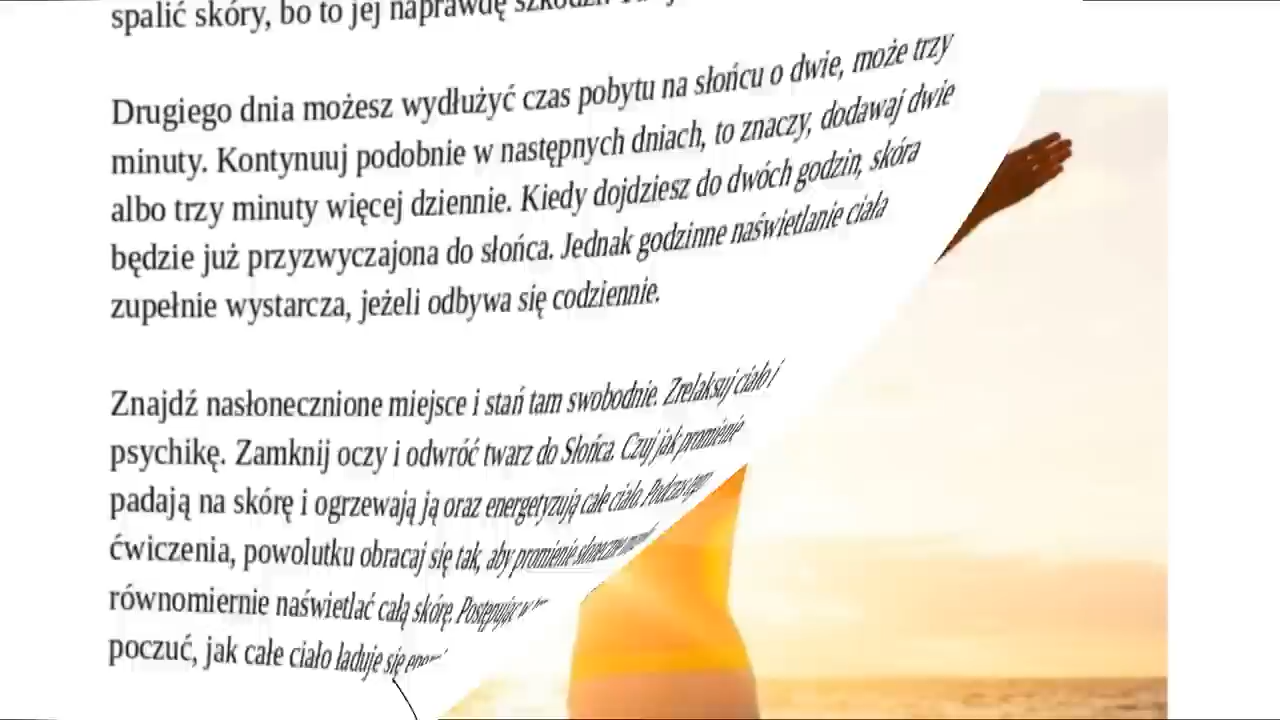 spalić skóry, bo to jej naprawdę
Drugiego dnia możesz wydłużyć czas pobytu na słońcu o dwie, może trzy
minuty. Kontynuuj podobnie w następnych dniach, to znaczy, dodawaj dwie
albo trzy minuty więcej dziennie. Kiedy dojdziesz do dwóch godzin, skóra
będzie już przyzwyczajona do słońca. Jednak godzinne naświetlanie ciała
zupełnie wystarcza, jeżeli odbywa się codziennie.
Znajdź nasłonecznione miejsce i stań tam swobodnie. Zrelaksuj ciało i
psychikę. Zamknij oczy i odwróć twarz do Słońca. Czuj jak promienie
padają na skórę i ogrzewają ją oraz energetyzują całe ciało. Podczas tego
ćwiczenia, powolutku obracaj się tak, aby promienie słoneczne
równomiernie naświetlać całą skórę. Postępując w
poczuć, jak całe ciało ładuje się